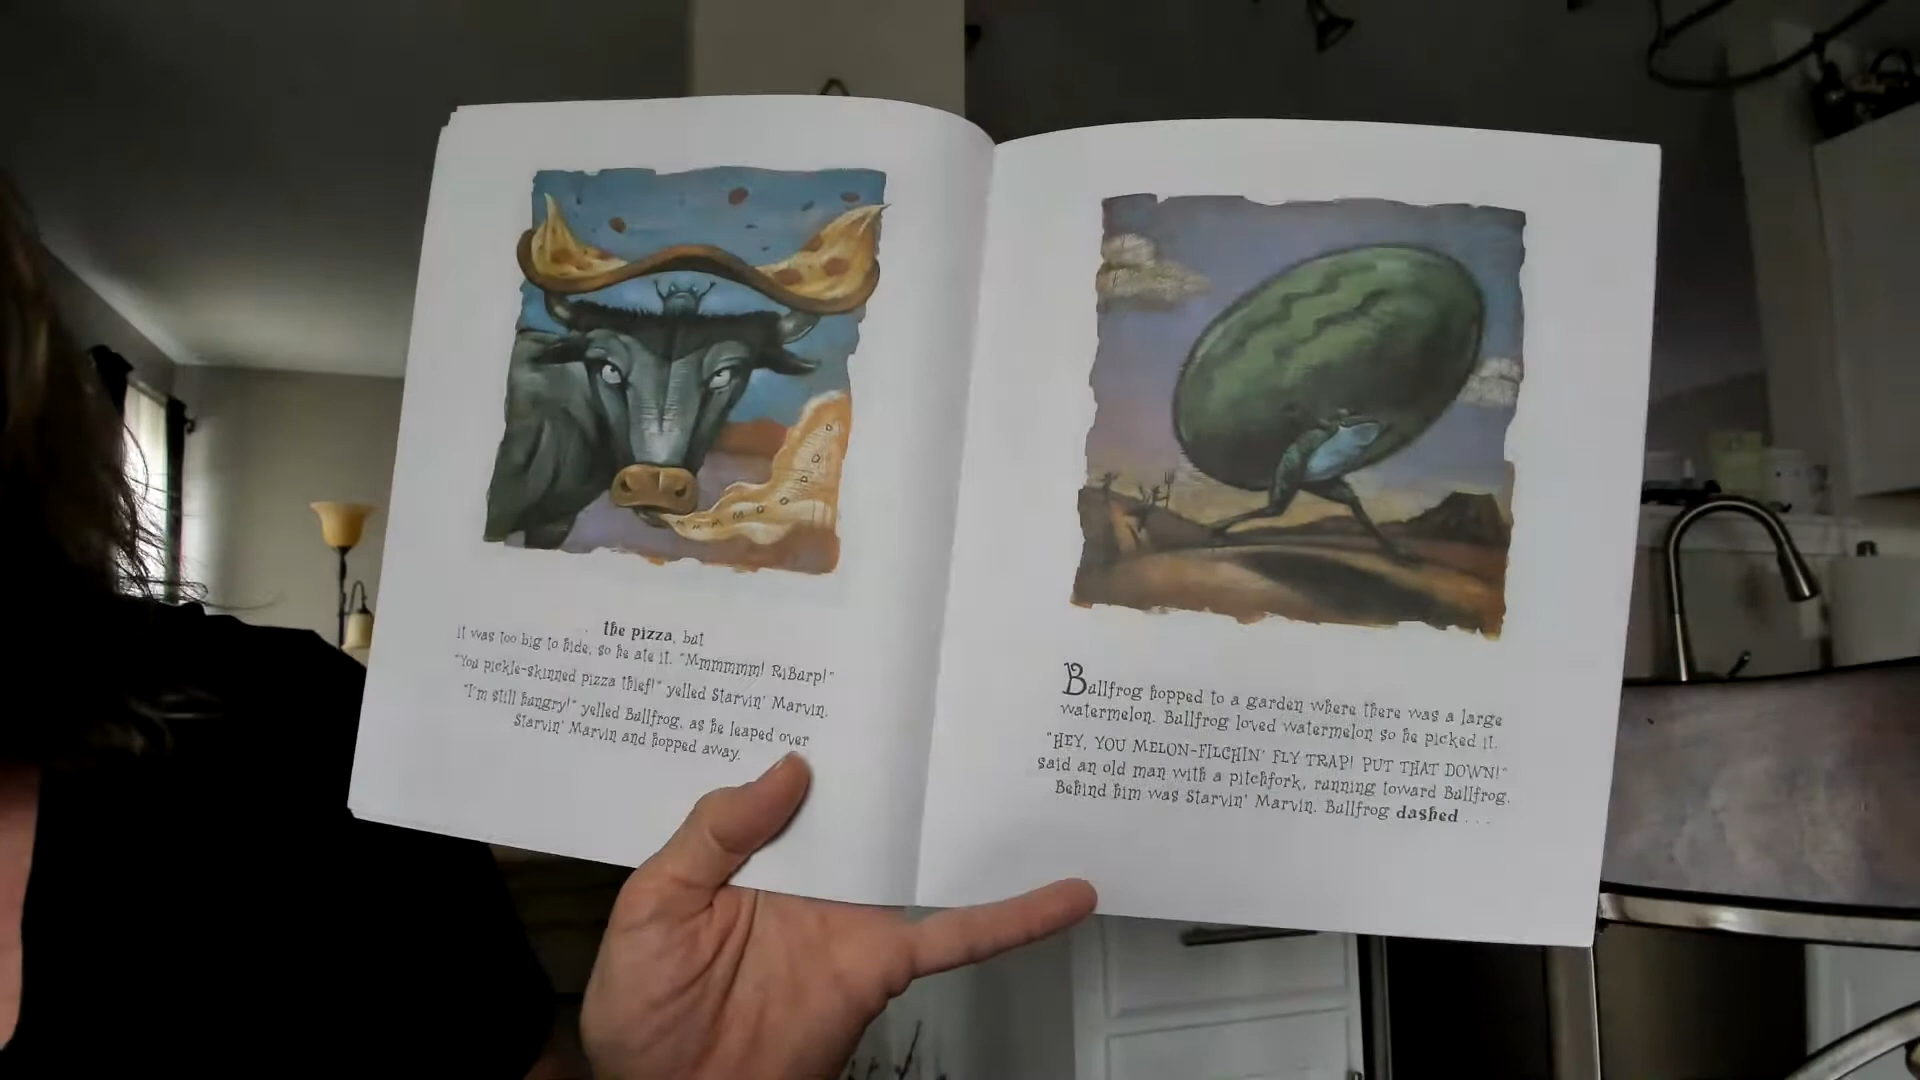 the pizza, but
it was too big to hide, so he ate it. "Mmmmmm! RiBurp!"
"You pickle-skinned pizza thief!" yelled Starvin' Marvin.
"I'm still hungry!" yelled Bullfrog, as he leaped over
Starvin' Marvin and hopped away.
Bullfrog hopped to a garden where there was a large
watermelon. Bullfrog loved watermelon so he picked it.
"HEY, YOU MELON-FILCHIN' FLY TRAP! PUT THAT DOWN!"
said an old man with a pitchfork, running toward Bullfrog.
Behind him was Starvin' Marvin. Bullfrog dashed . . .